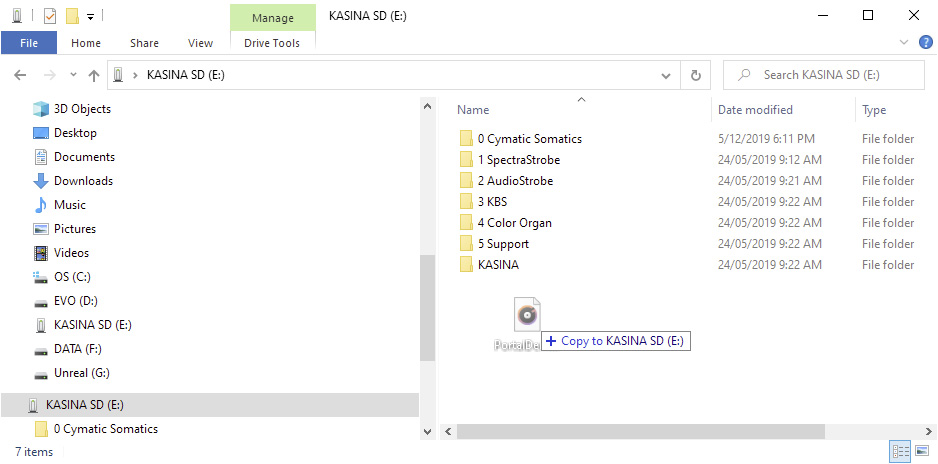 Manage KASINA SD (E:)
File Home Share View Drive Tools
KASINA SD (E:) Search KASINA SD (E:)
3D Objects
Desktop
Documents
Downloads
Music
Pictures
Videos
OS (C:)
EVO (D:)
KASINA SD (E:)
DATA (F:)
Unreal (G:)
KASINA SD (E:)
0 Cymatic Somatics
Name Date modified Type
0 Cymatic Somatics 5/12/2019 6:11 PM File folder
1 SpectraStrobe 24/05/2019 9:12 AM File folder
2 AudioStrobe 24/05/2019 9:21 AM File folder
3 KBS 24/05/2019 9:22 AM File folder
4 Color Organ 24/05/2019 9:22 AM File folder
5 Support 24/05/2019 9:22 AM File folder
KASINA 24/05/2019 9:22 AM File folder
+ Copy to KASINA SD (E:)
7 items